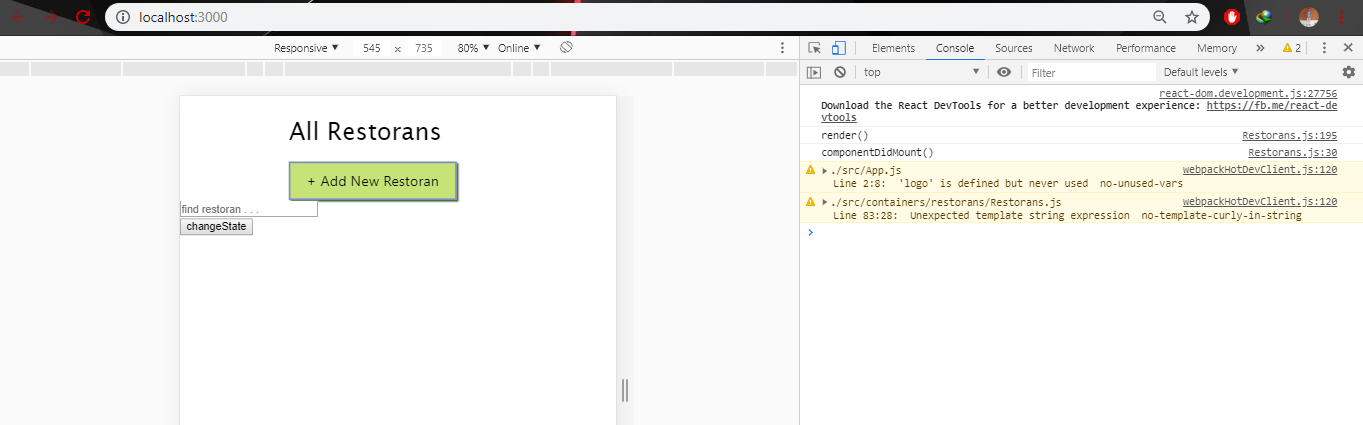 localhost:3000
Responsive ▼ 545 × 735 80% ▼ Online ▼
Elements Console Sources Network Performance Memory » 2
top ▼ Filter Default levels ▼
All Restorans
+ Add New Restoran
find restoran . . .
changeState
react-dom.development.js:27756
Download the React DevTools for a better development experience: https://fb.me/react-de
vtools
render() Restorans.js:195
componentDidMount() Restorans.js:30
./src/App.js webpackHotDevClient.js:120
Line 2:8: 'logo' is defined but never used no-unused-vars
./src/containers/restorans/Restorans.js webpackHotDevClient.js:120
Line 83:28: Unexpected template string expression no-template-curly-in-string